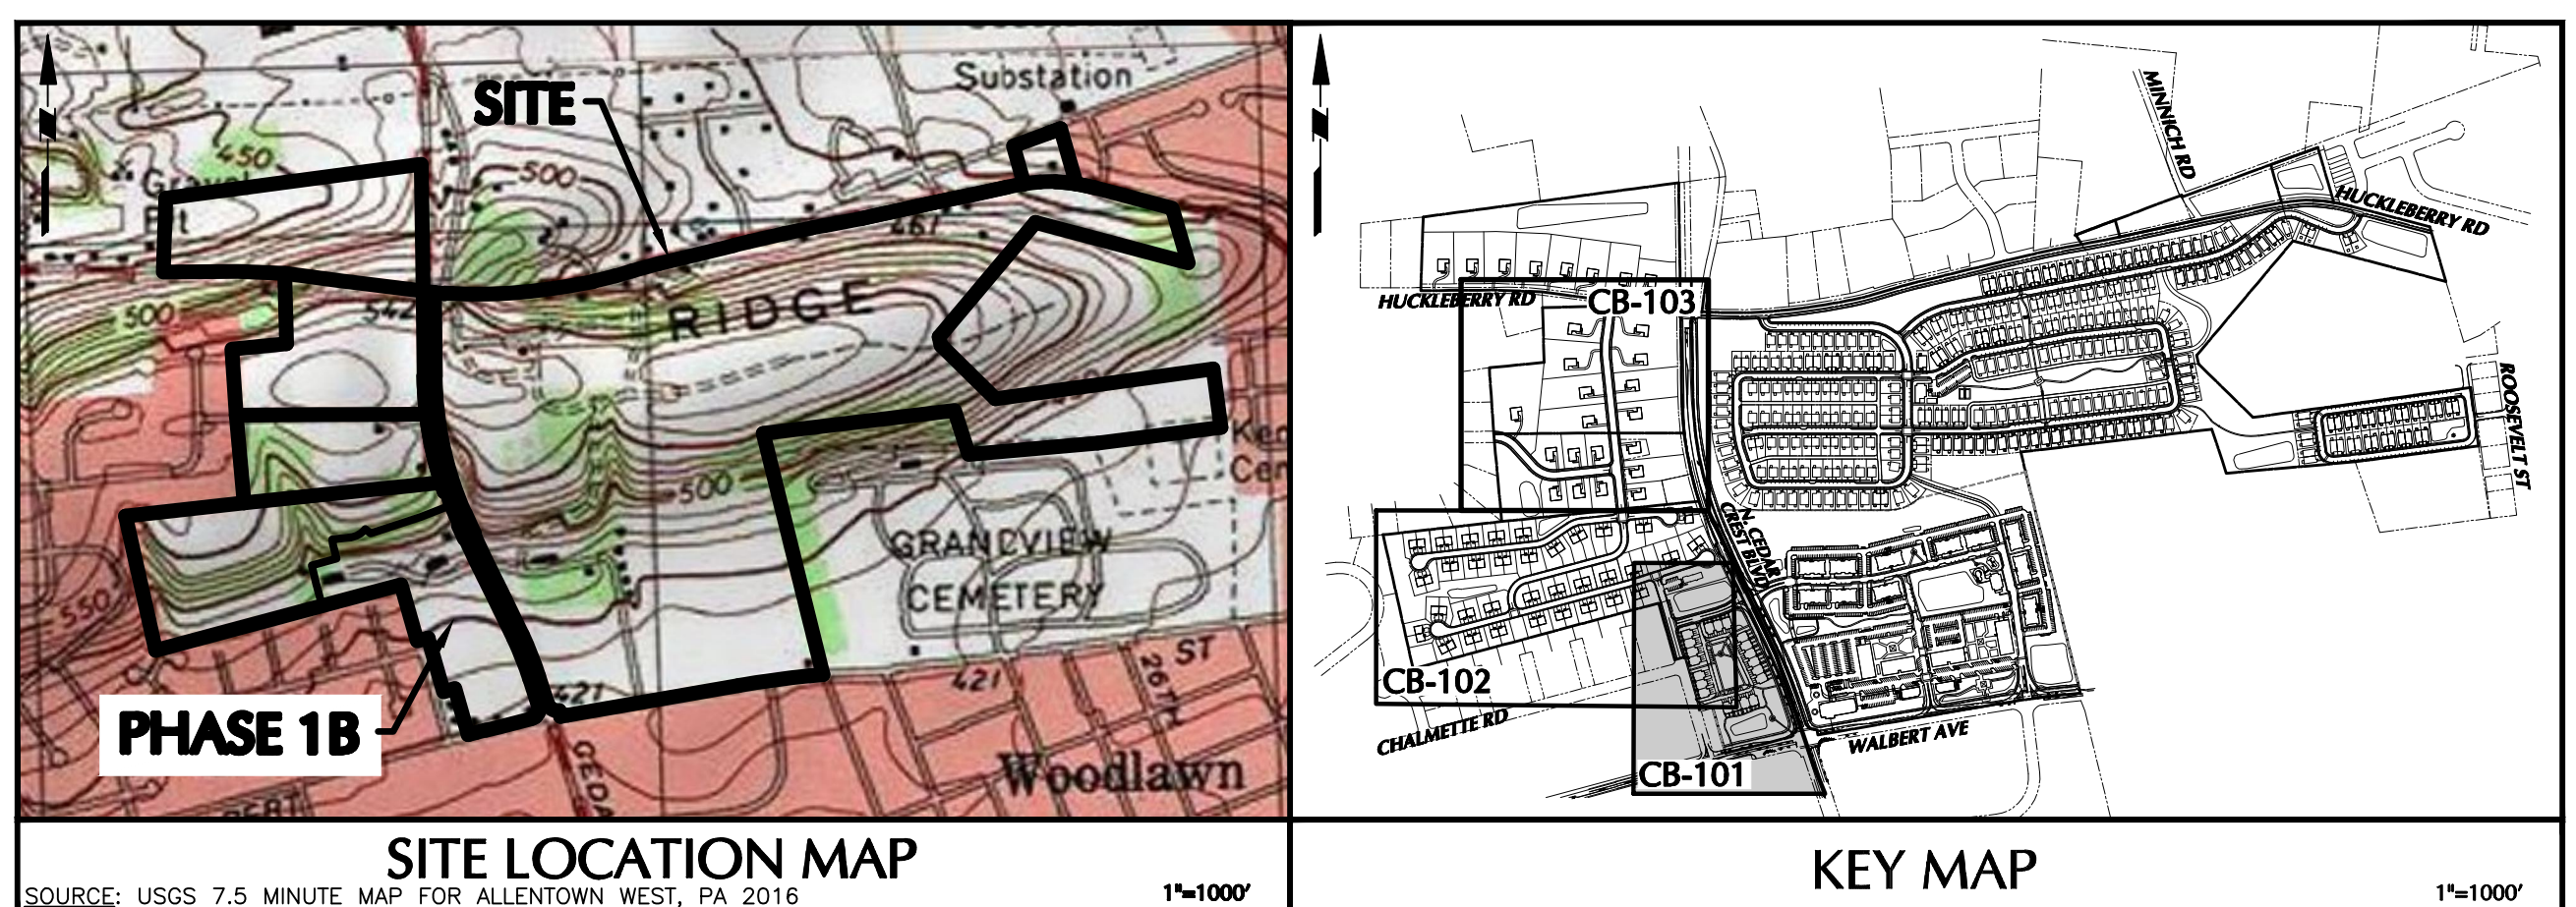 Substation
SITE
450
Gravel
Pit
500
467
RIDGE
500
542
500
GRANDVIEW
CEMETERY
550
ST
26TH
421
421
PHASE 1B
Woodlawn
SITE LOCATION MAP
SOURCE: USGS 7.5 MINUTE MAP FOR ALLENTOWN WEST, PA 2016
1"=1000'
MINNICH RD
HUCKLEBERRY RD
HUCKLEBERRY RD
CB-103
ROOSEVELT ST
N. CEDAR
CREST BLVD
CB-102
CHALMETTE RD
WALBERT AVE
CB-101
KEY MAP
1"=1000'